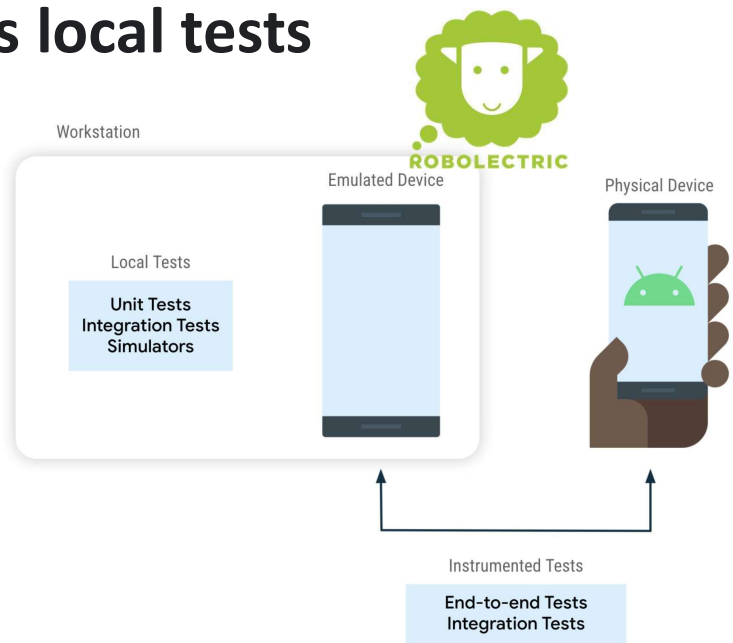 s local tests
Workstation
ROBOLECTRIC
Emulated Device
Physical Device
Local Tests
Unit Tests
Integration Tests
Simulators
Instrumented Tests
End-to-end Tests
Integration Tests